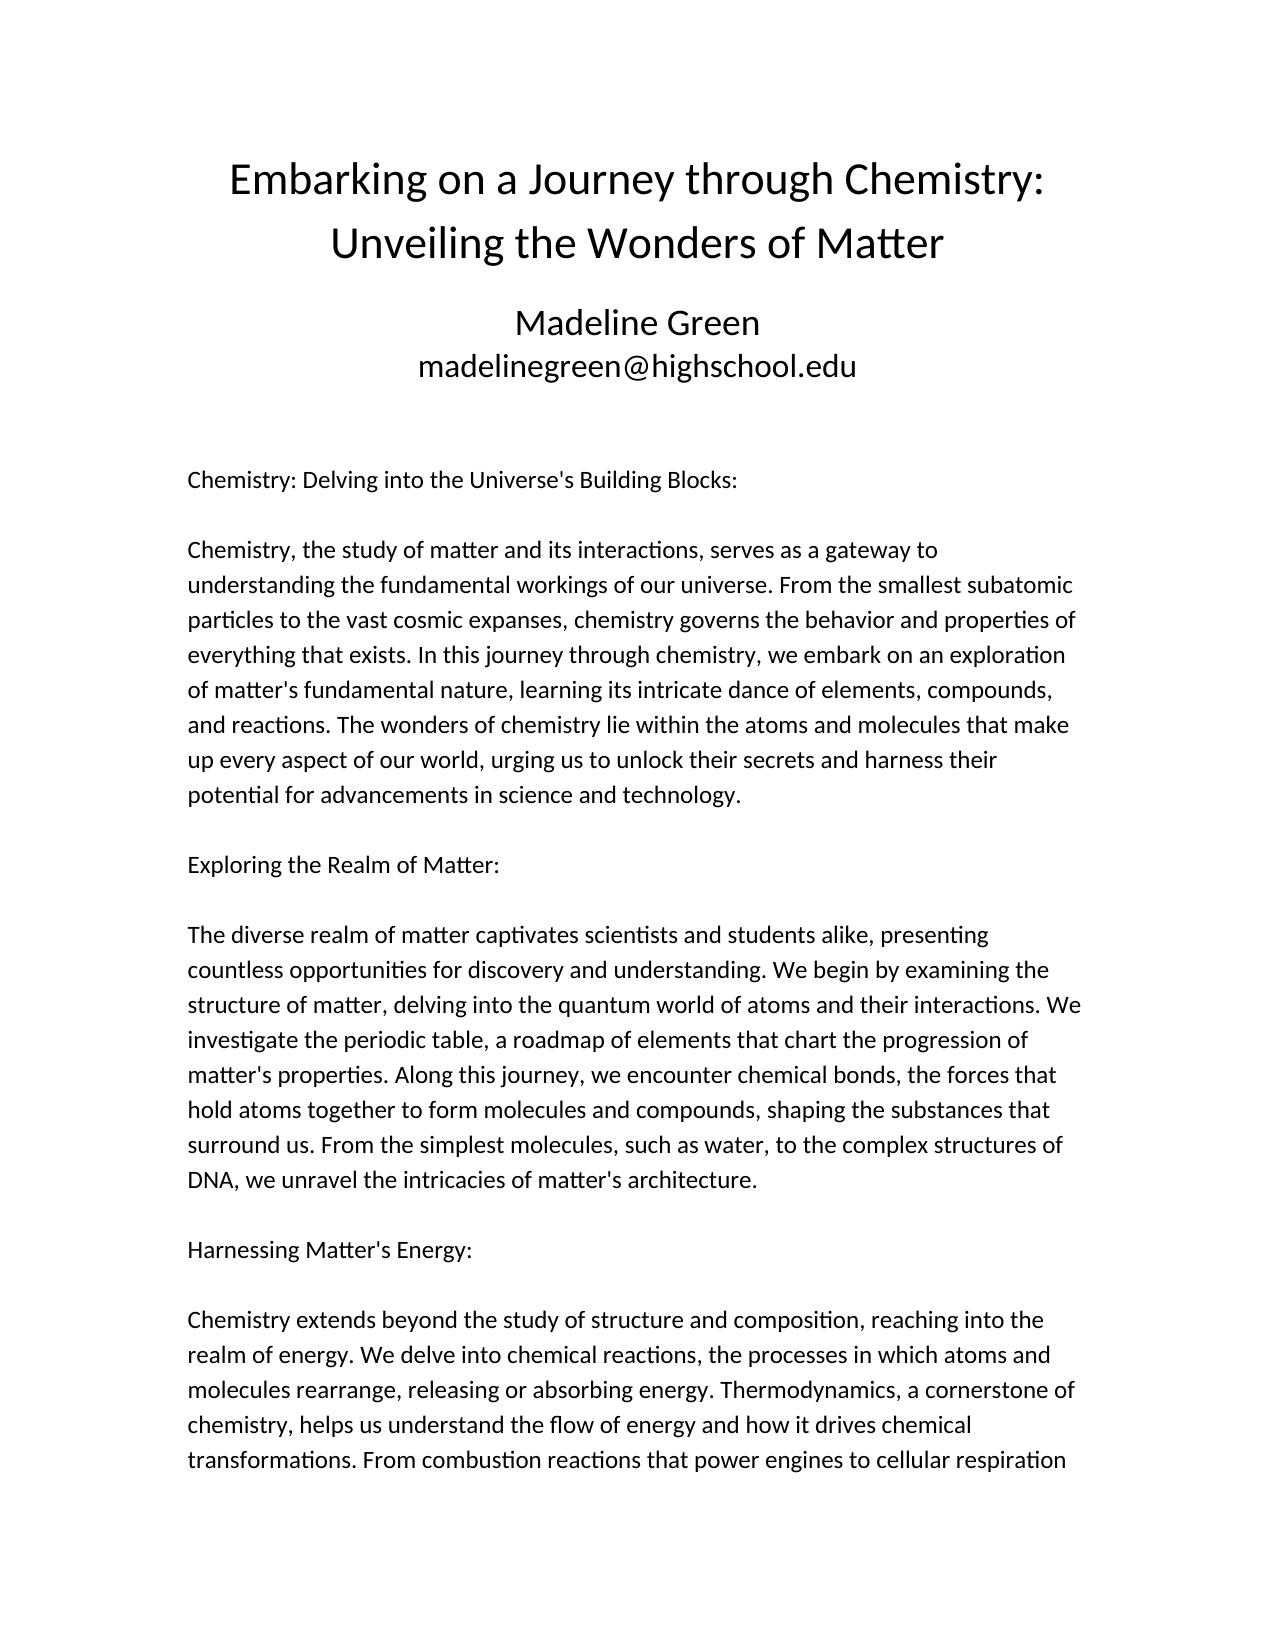 Embarking on a Journey through Chemistry:
Unveiling the Wonders of Matter
Madeline Green
madelinegreen@highschool.edu
Chemistry: Delving into the Universe's Building Blocks:
Chemistry, the study of matter and its interactions, serves as a gateway to
understanding the fundamental workings of our universe. From the smallest subatomic
particles to the vast cosmic expanses, chemistry governs the behavior and properties of
everything that exists. In this journey through chemistry, we embark on an exploration
of matter's fundamental nature, learning its intricate dance of elements, compounds,
and reactions. The wonders of chemistry lie within the atoms and molecules that make
up every aspect of our world, urging us to unlock their secrets and harness their
potential for advancements in science and technology.
Exploring the Realm of Matter:
The diverse realm of matter captivates scientists and students alike, presenting
countless opportunities for discovery and understanding. We begin by examining the
structure of matter, delving into the quantum world of atoms and their interactions. We
investigate the periodic table, a roadmap of elements that chart the progression of
matter's properties. Along this journey, we encounter chemical bonds, the forces that
hold atoms together to form molecules and compounds, shaping the substances that
surround us. From the simplest molecules, such as water, to the complex structures of
DNA, we unravel the intricacies of matter's architecture.
Harnessing Matter's Energy:
Chemistry extends beyond the study of structure and composition, reaching into the
realm of energy. We delve into chemical reactions, the processes in which atoms and
molecules rearrange, releasing or absorbing energy. Thermodynamics, a cornerstone of
chemistry, helps us understand the flow of energy and how it drives chemical
transformations. From combustion reactions that power engines to cellular respiration